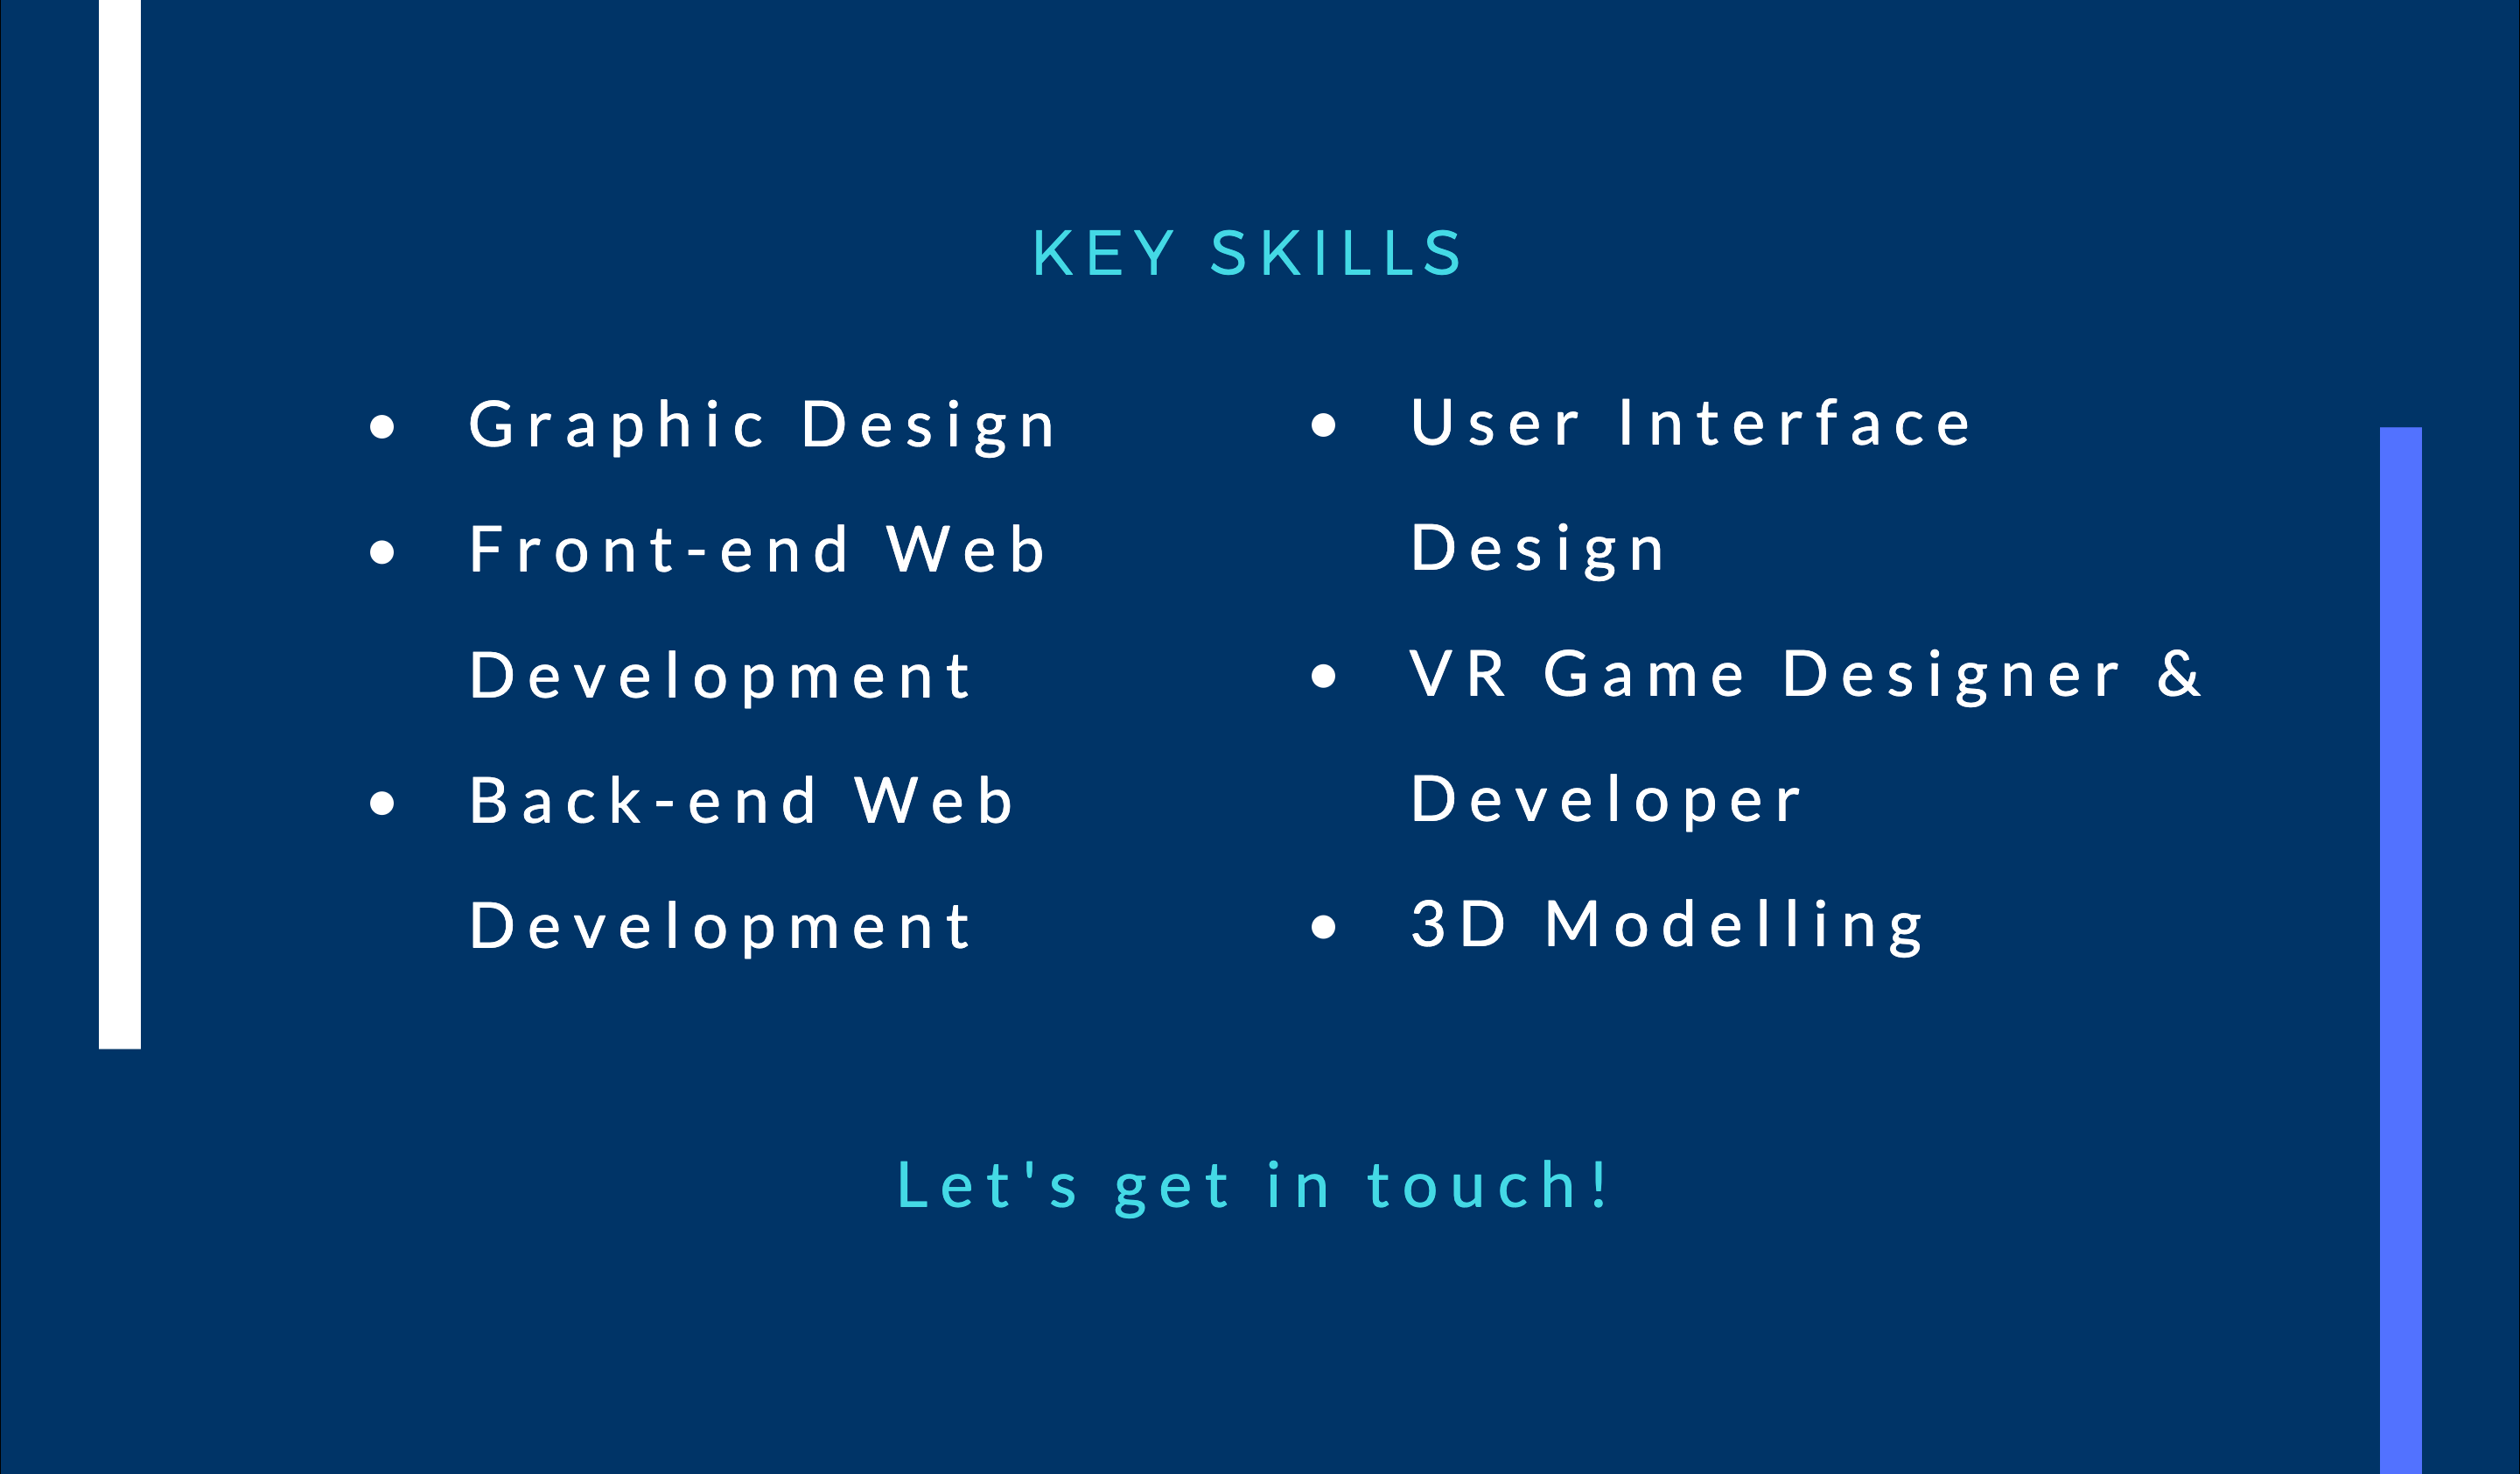 KEY SKILLS
• Graphic Design
• Front-end Web
Development
• Back-end Web
Development
• User Interface
Design
• VR Game Designer &
Developer
• 3D Modelling
Let's get in touch!